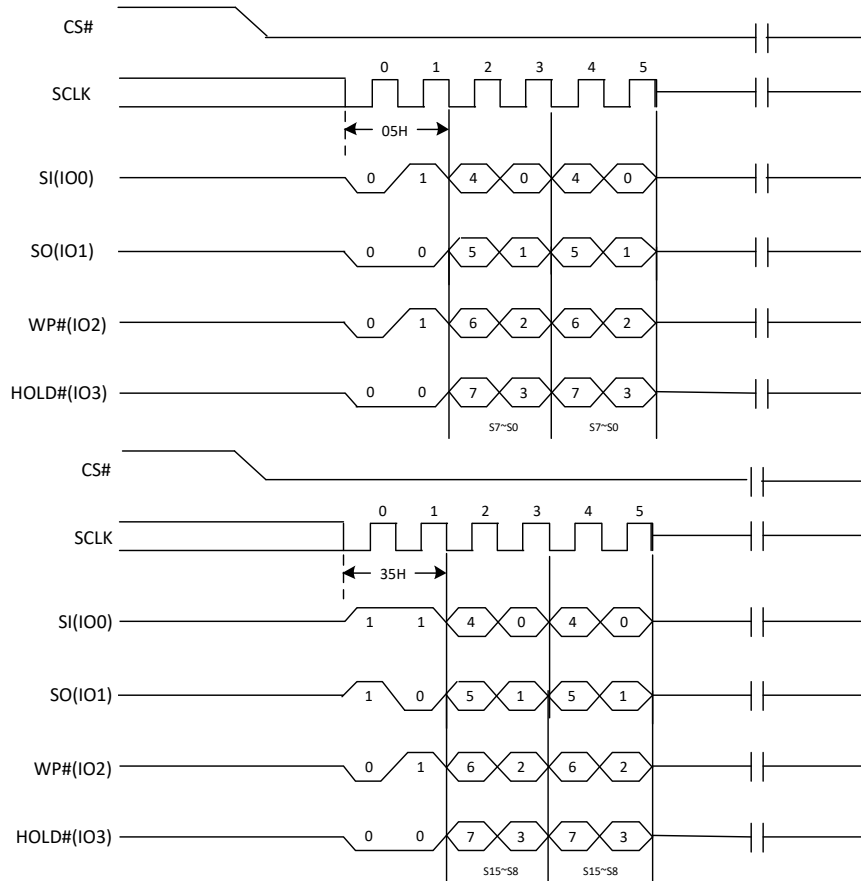 CS#
0 1 2 3 4 5
SCLK
05H
SI(IO0) 0 1 4 0 4 0
SO(IO1) 0 0 5 1 5 1
WP#(IO2) 0 1 6 2 6 2
HOLD#(IO3) 0 0 7 3 7 3
S7~S0 S7~S0
CS#
0 1 2 3 4 5
SCLK
35H
SI(IO0) 1 1 4 0 4 0
SO(IO1) 1 0 5 1 5 1
WP#(IO2) 0 1 6 2 6 2
HOLD#(IO3) 0 0 7 3 7 3
S15~S8 S15~S8